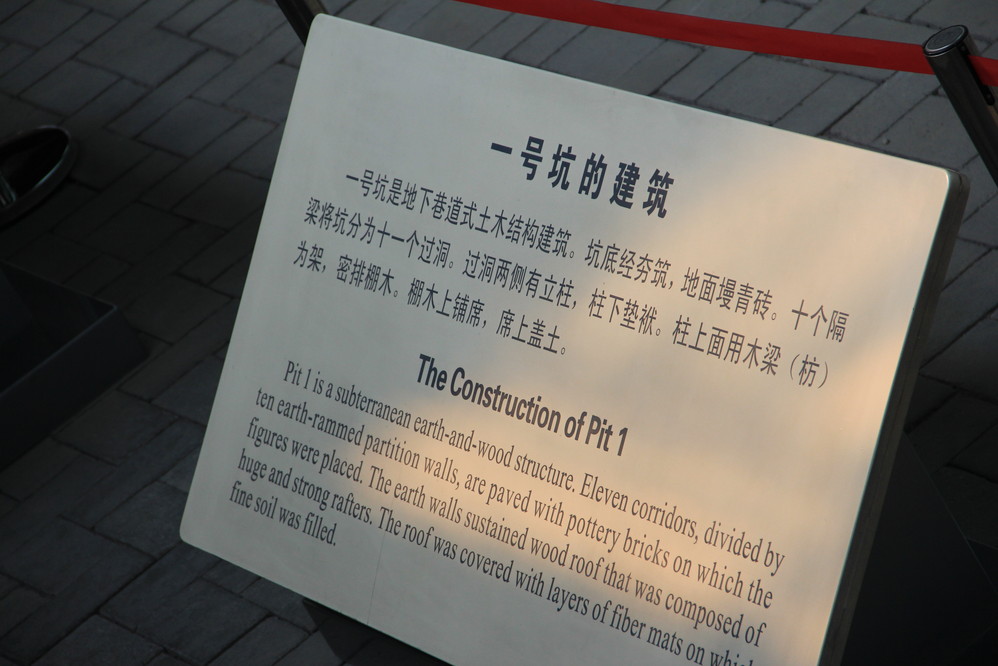 一号坑的建筑
一号坑是地下巷道式土木结构建筑。坑底经夯筑，地面墁青砖。十个隔
梁将坑分为十一个过洞。过洞两侧有立柱，柱下垫袱。柱上面用木梁（枋）
为架，密排棚木。棚木上铺席，席上盖土。
The Construction of Pit 1
Pit 1 is a subterranean earth-and-wood structure. Eleven corridors, divided by
ten earth-rammed partition walls, are paved with pottery bricks on which the
figures were placed. The earth walls sustained wood roof that was composed of
huge and strong rafters. The roof was covered with layers of fiber mats on which
fine soil was filled.